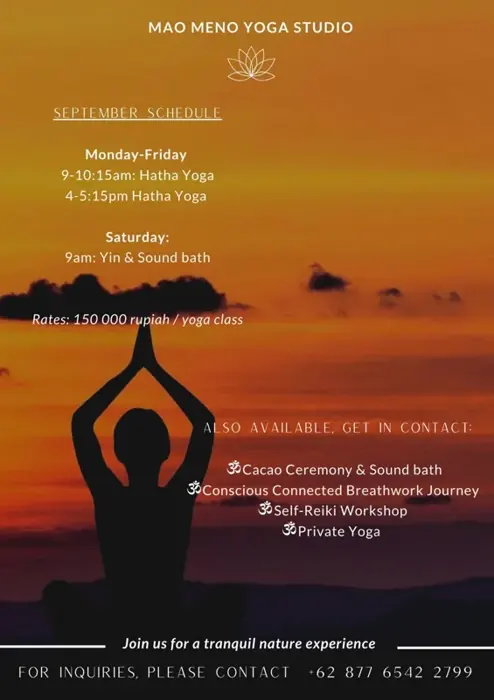 MAO MENO YOGA STUDIO
SEPTEMBER SCHEDULE
Monday-Friday
9-10:15am: Hatha Yoga
4-5:15pm Hatha Yoga
Saturday:
9am: Yin & Sound bath
Rates: 150 000 rupiah / yoga class
ALSO AVAILABLE, GET IN CONTACT:
ॐCacao Ceremony & Sound bath
ॐConscious Connected Breathwork Journey
ॐSelf-Reiki Workshop
ॐPrivate Yoga
Join us for a tranquil nature experience
FOR INQUIRIES, PLEASE CONTACT +62 877 6542 2799